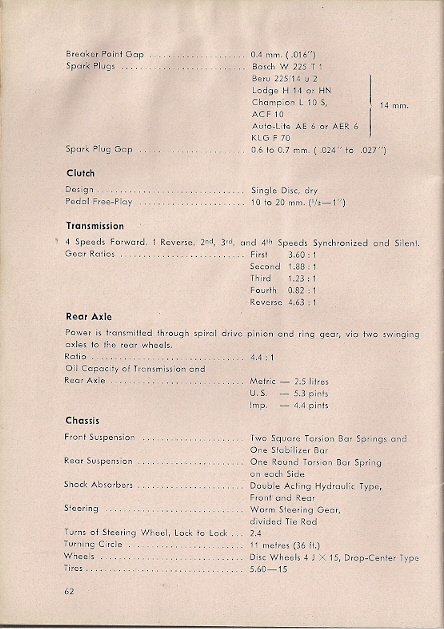 Breaker Point Gap ..................... 0.4 mm. (.016")
Spark Plugs ........................... Bosch W 225 T 1
Beru 225/14 u 2
Lodge H 14 or HN
Champion L 10 S,
14 mm.
ACF 10
Auto-Lite AE 6 or AER 6
KLG F 70
Spark Plug Gap ........................ 0.6 to 0.7 mm. ( .024" to .027")
Clutch
Design ................................ Single Disc, dry
Pedal Free-Play ....................... 10 to 20 mm. (–1")
Transmission
4 Speeds Forward, 1 Reverse. 2nd, 3rd, and 4th Speeds Synchronized and Silent.
Gear Ratios ........................... First 3.60 : 1
Second 1.88 : 1
Third 1.23 : 1
Fourth 0.82 : 1
Reverse 4.63 : 1
Rear Axle
Power is transmitted through spiral drive pinion and ring gear, via two swinging
axles to the rear wheels.
Ratio ................................. 4.4 : 1
Oil Capacity of Transmission and
Rear Axle ............................. Metric — 2.5 litres
U.S. — 5.3 pints
Imp. — 4.4 pints
Chassis
Front Suspension ...................... Two Square Torsion Bar Springs and
One Stabilizer Bar
Rear Suspension ....................... One Round Torsion Bar Spring
on each Side
Shock Absorbers ....................... Double Acting Hydraulic Type,
Front and Rear
Steering .............................. Worm Steering Gear,
divided Tie Rod
Turns of Steering Wheel, Lock to Lock ... 2.4
Turning Circle ........................ 11 metres (36 ft.)
Wheels ................................ Disc Wheels 4 J × 15, Drop-Center Type
Tires .................................. 5.60–15
62